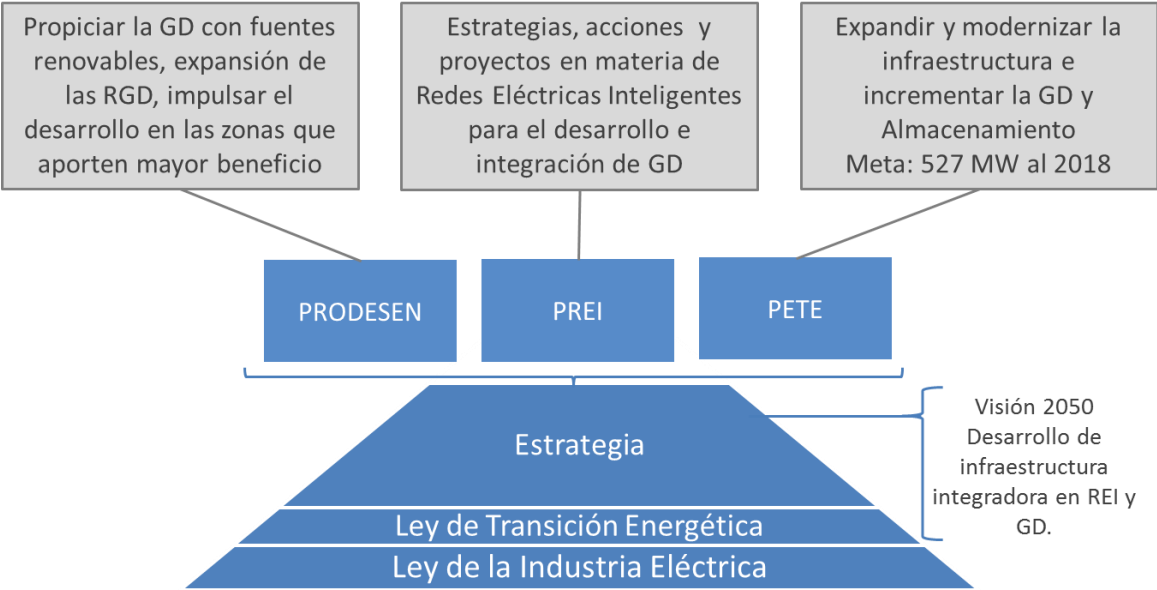 Propiciar la GD con fuentes
renovables, expansión de
las RGD, impulsar el
desarrollo en las zonas que
aporten mayor beneficio
Estrategias, acciones y
proyectos en materia de
Redes Eléctricas Inteligentes
para el desarrollo e
integración de GD
Expandir y modernizar la
infraestructura e
incrementar la GD y
Almacenamiento
Meta: 527 MW al 2018
PRODESEN
PREI
PETE
Estrategia
Visión 2050
Desarrollo de
infraestructura
integradora en REI y
GD.
Ley de Transición Energética
Ley de la Industria Eléctrica